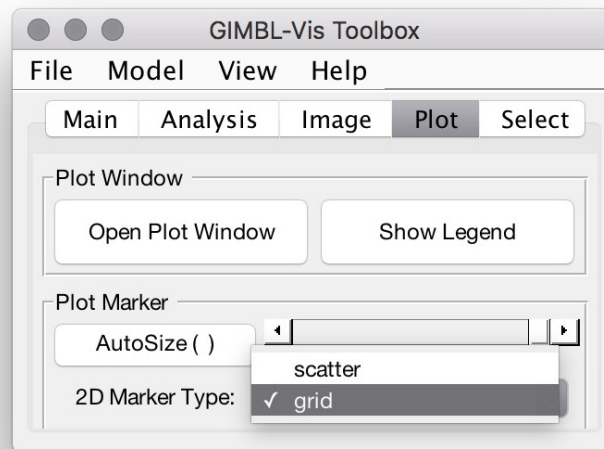 GIMBL-Vis Toolbox
File Model View Help
Main Analysis Image Plot Select
Plot Window
Open Plot Window Show Legend
Plot Marker
AutoSize ( )
scatter
2D Marker Type: ✓ grid